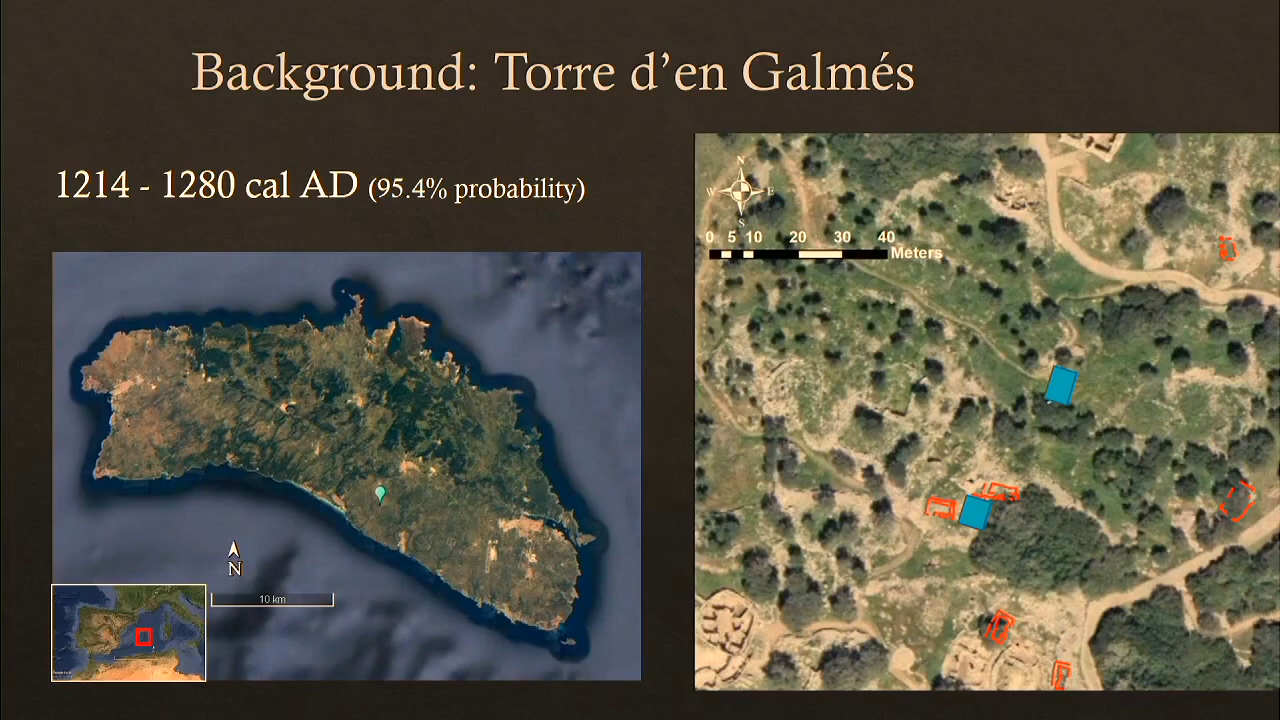 Background: Torre d'en Galmés
1214 - 1280 cal AD (95.4% probability)
N
W E
S
0 5 10 20 30 40 Meters
N
10 km